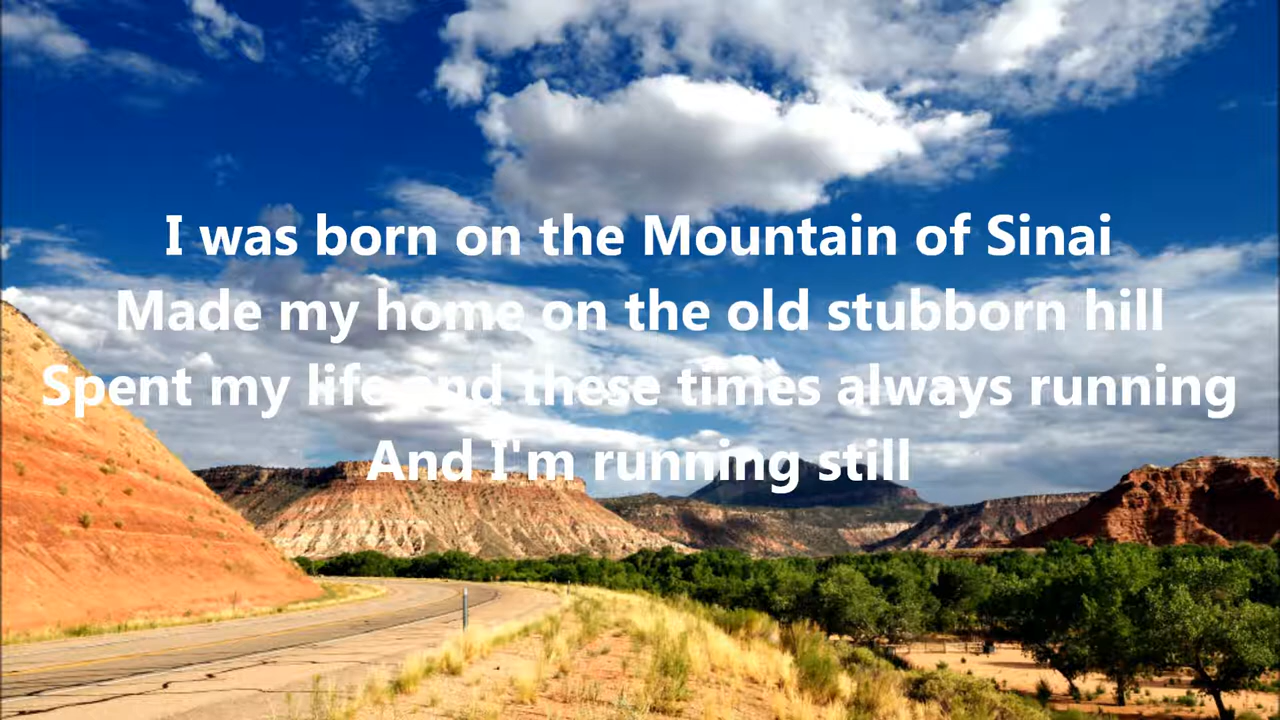 I was born on the Mountain of Sinai
Made my home on the old stubborn hill
Spent my life and these times always running
And I'm running still